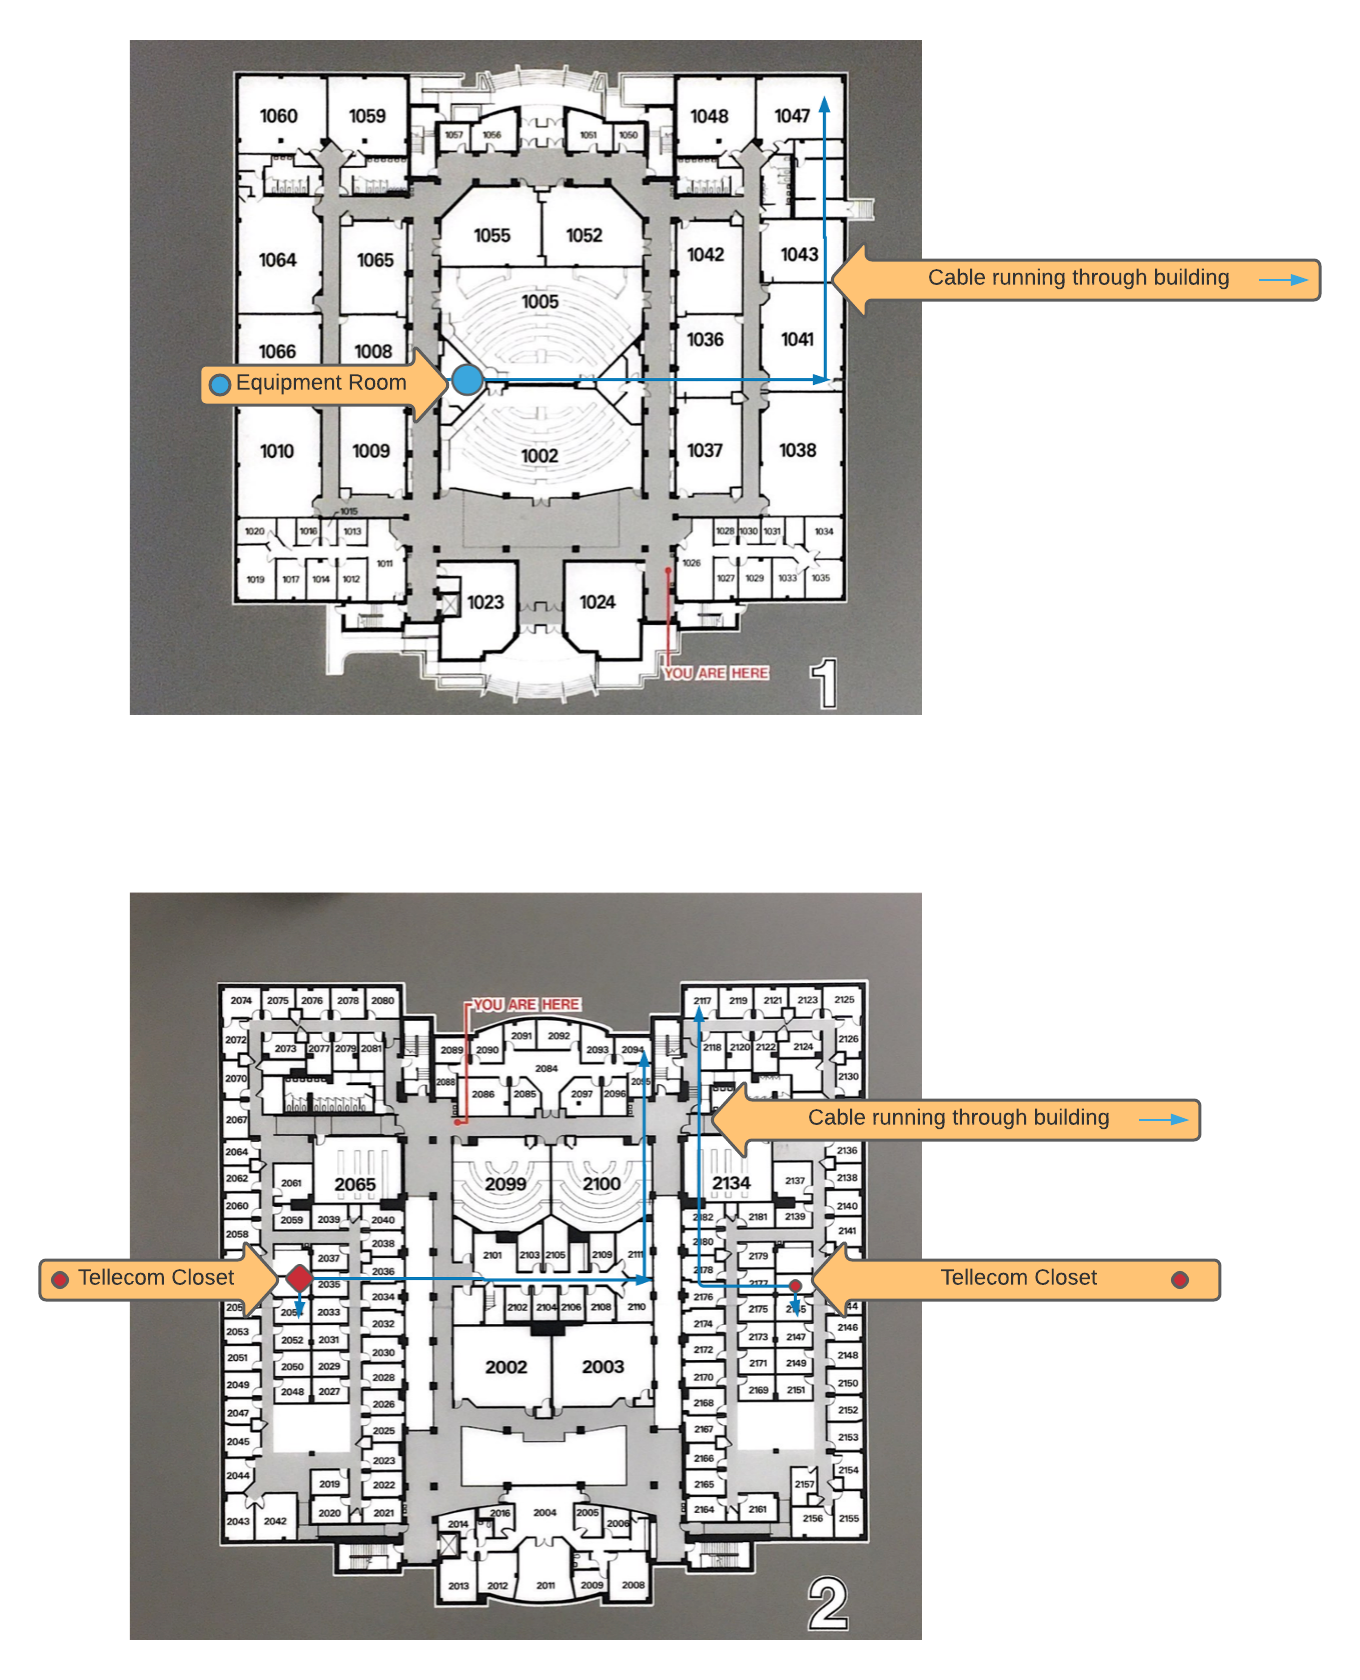 1060 1059 1048 1047
1057 1056 1051 1050
1055 1052
1064 1065 1042 1043
Cable running through building
1005
1066 1008 1036 1041
Equipment Room
1010 1009 1002 1037 1038
1015
1020 1016 1013 1028 1030 1031 1034
1011 1026
1019 1017 1014 1012 1027 1029 1033 1035
1023 1024
YOU ARE HERE
1
2074 2075 2076 2078 2080 YOU ARE HERE 2117 2119 2121 2123 2125
2091 2092
2072 2073 2077 2079 2081 2089 2090 2093 2094 2118 2120 2122 2124 2126
2084
2070 2088 2130
2086 2085 2097 2096 2095
2067 Cable running through building
2064 2136
2062 2061 2065 2099 2100 2134 2137 2138
2060 2140
2059 2039 2040 2182 2181 2139
2058 2038 2141
2037 2101 2103 2105 2109 2111 2180 2179
Tellecom Closet 2035 2036 2178 2177 Tellecom Closet
2034 2176
2054 2033 2102 2104 2106 2108 2110 2175 2145
2053 2032 2174 2146
2052 2031 2173 2147
2051 2030 2172 2148
2050 2029 2002 2003 2171 2149
2049 2048 2027 2028 2170 2169 2151 2150
2047 2026 2168 2152
2045 2025 2167 2153
2044 2023 2166 2154
2019 2022 2165 2157
2043 2042 2020 2021 2014 2016 2004 2005 2006 2164 2161 2156 2155
2013 2012 2011 2009 2008
2